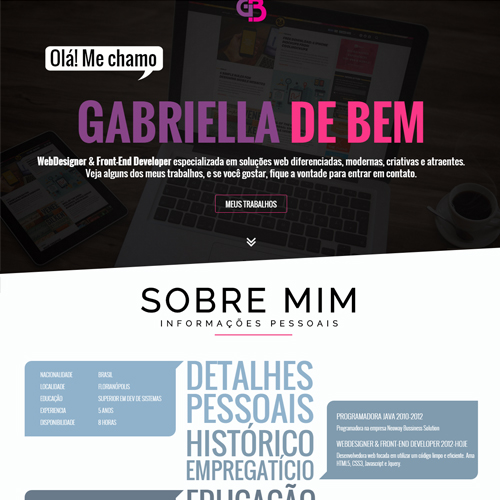 GB
Olá! Me chamo
GABRIELLA DE BEM
WebDesigner & Front-End Developer especializada em soluções web diferenciadas, modernas, criativas e atraentes.
Veja alguns dos meus trabalhos, e se você gostar, fique a vontade para entrar em contato.
MEUS TRABALHOS
SOBRE MIM
INFORMAÇÕES PESSOAIS
NACIONALIDADE BRASIL
LOCALIDADE FLORIANÓPOLIS
EDUCAÇÃO SUPERIOR EM DEV DE SISTEMAS
EXPERIENCIA 5 ANOS
DISPONIBILIDADE 8 HORAS
DETALHES
PESSOAIS
HISTÓRICO
EMPREGATÍCIO
PROGRAMADORA JAVA 2010-2012
Programadora na empresa Neoway Bussiness Solution
WEBDESIGNER & FRONT-END DEVELOPER 2012-HOJE
Desenvolvedora web focada em utilizar um código limpo e eficiente. Ama
HTML5, CSS3, Javascript e Jquery
EDUCAÇÃO